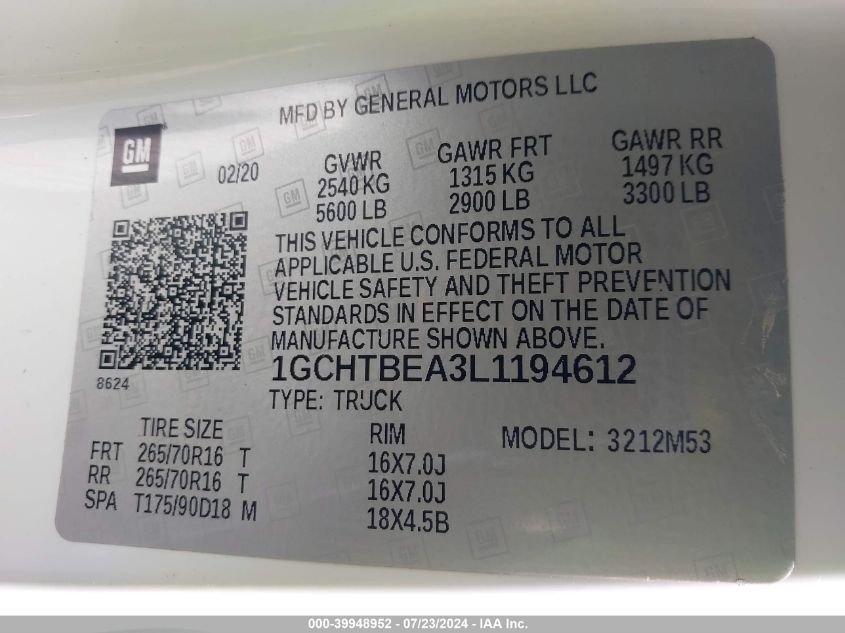 MFD BY GENERAL MOTORS LLC
GM
02/20
GVWR
2540 KG
5600 LB
GAWR FRT
1315 KG
2900 LB
GAWR RR
1497 KG
3300 LB
THIS VEHICLE CONFORMS TO ALL
APPLICABLE U.S. FEDERAL MOTOR
VEHICLE SAFETY AND THEFT PREVENTION
STANDARDS IN EFFECT ON THE DATE OF
MANUFACTURE SHOWN ABOVE.
8624
1GCHTBEA3L1194612
TYPE: TRUCK
TIRE SIZE
RIM
MODEL: 3212M53
FRT 265/70R16 T 16X7.0J
RR 265/70R16 T 16X7.0J
SPA T175/90D18 M 18X4.5B
000-39948952 - 07/23/2024 - IAA Inc.